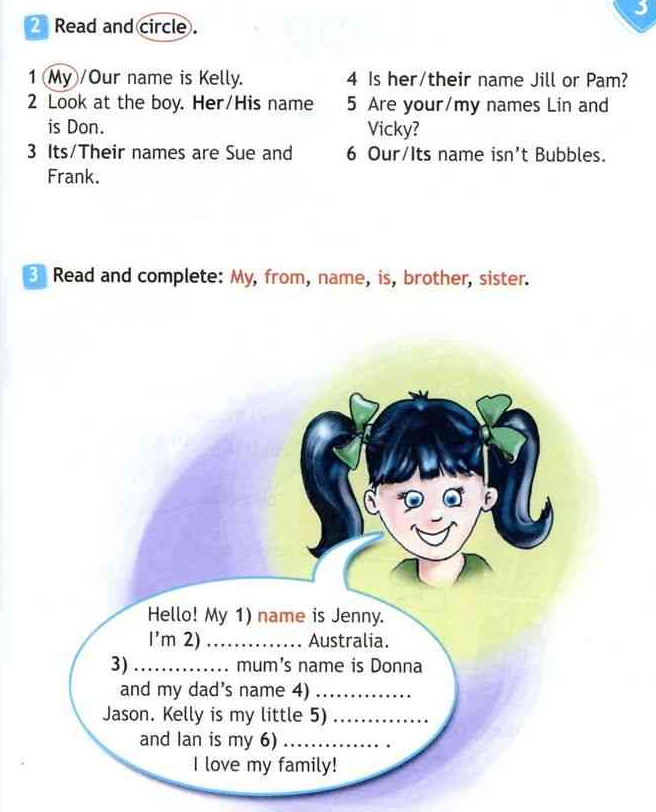 3
2 Read and circle.
1 My/Our name is Kelly.
2 Look at the boy. Her/His name
is Don.
3 Its/Their names are Sue and
Frank.
4 Is her/their name Jill or Pam?
5 Are your/my names Lin and
Vicky?
6 Our/Its name isn't Bubbles.
3 Read and complete: My, from, name, is, brother, sister.
Hello! My 1) name is Jenny.
I'm 2) .............. Australia.
3) .............. mum's name is Donna
and my dad's name 4) ..............
Jason. Kelly is my little 5) ..............
and Ian is my 6) .............. .
I love my family!